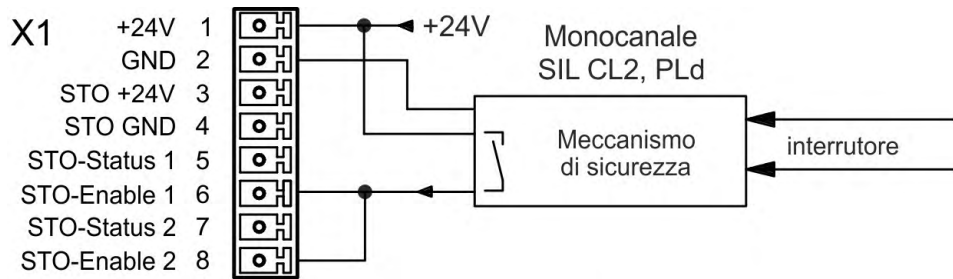 X1
+24V 1
GND 2
STO +24V 3
STO GND 4
STO-Status 1 5
STO-Enable 1 6
STO-Status 2 7
STO-Enable 2 8
+24V
Monocanale
SIL CL2, PLd
Meccanismo
di sicurezza
interrutore